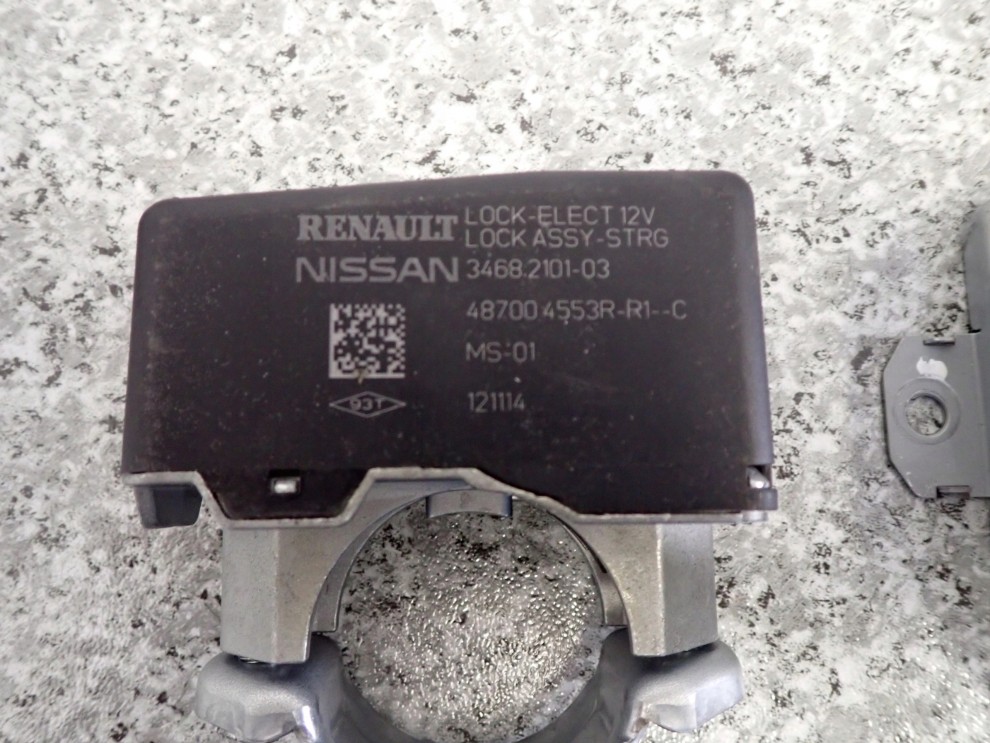 RENAULT LOCK-ELECT 12V
LOCK ASSY-STRG
NISSAN 3468.2101-03
48700 4553R-R1--C
MS-01
93T
121114